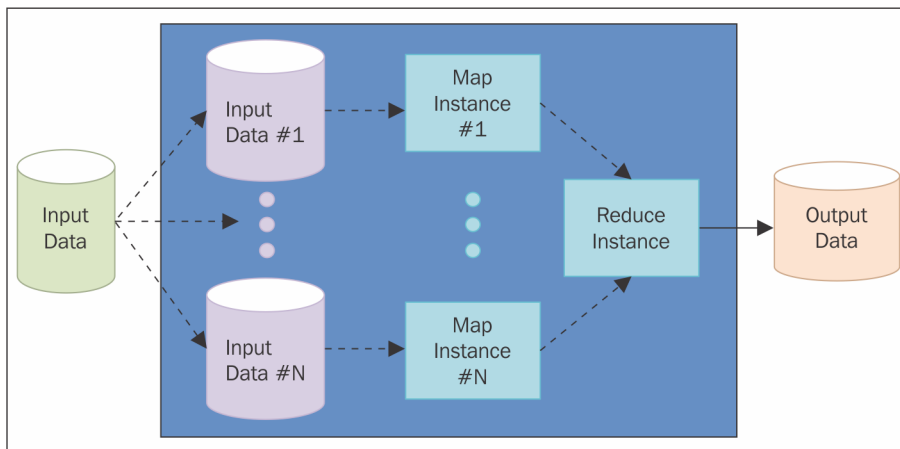 Input
Data
Input
Data #1
Map
Instance
#1
Reduce
Instance
Output
Data
Input
Data #N
Map
Instance
#N